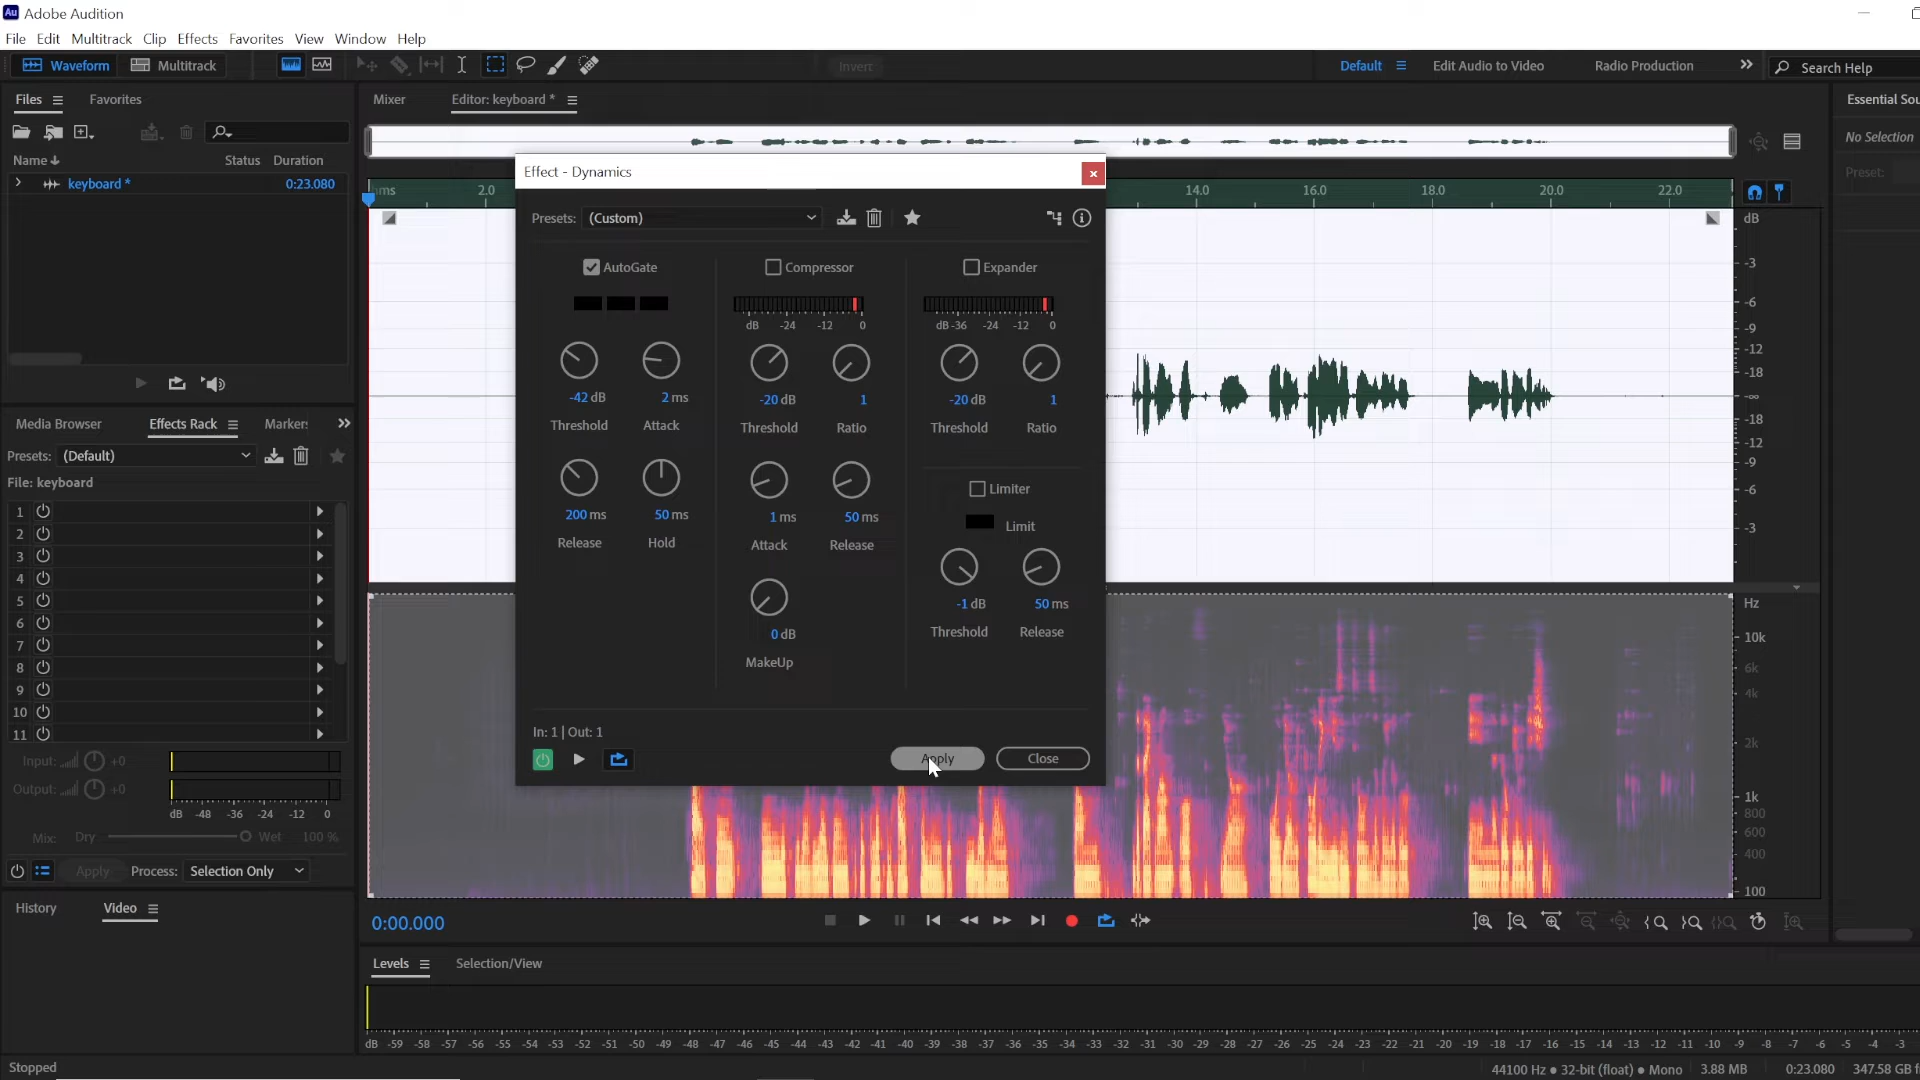 Au Adobe Audition
File Edit Multitrack Clip Effects Favorites View Window Help
Waveform Multitrack Invert Default Edit Audio to Video Radio Production Search Help
Files Favorites Mixer Editor: keyboard * Essential Sou
No Selection
Name Status Duration
Preset:
keyboard * 0:23.080
hms 2.0 14.0 16.0 18.0 20.0 22.0
Effect - Dynamics
Presets: (Custom)
AutoGate Compressor Expander
dB -24 -12 0
dB -36 -24 -12 0
-42 dB 2 ms -20 dB 1 -20 dB 1
Threshold Attack Threshold Ratio Threshold Ratio
Limiter
200 ms 50 ms 1 ms 50 ms Limit
Release Hold Attack Release
-1 dB 50 ms
0 dB Threshold Release
MakeUp
In: 1 | Out: 1
Apply Close
dB
-3
-6
-9
-12
-18
-∞
-18
-12
-9
-6
-3
Hz
10k
6k
4k
2k
1k
800
600
400
100
Media Browser Effects Rack Markers
Presets: (Default)
File: keyboard
1
2
3
4
5
6
7
8
9
10
11
Input: +0
Output: +0
dB -48 -36 -24 -12 0
Mix: Dry Wet 100 %
Apply Process: Selection Only
History Video
0:00.000
Levels Selection/View
dB -59 -58 -57 -56 -55 -54 -53 -52 -51 -50 -49 -48 -47 -46 -45 -44 -43 -42 -41 -40 -39 -38 -37 -36 -35 -34 -33 -32 -31 -30 -29 -28 -27 -26 -25 -24 -23 -22 -21 -20 -19 -18 -17 -16 -15 -14 -13 -12 -11 -10 -9 -8 -7 -6 -5 -4 -3
Stopped 44100 Hz ● 32-bit (float) ● Mono 3.88 MB 0:23.080 347.58 GB f